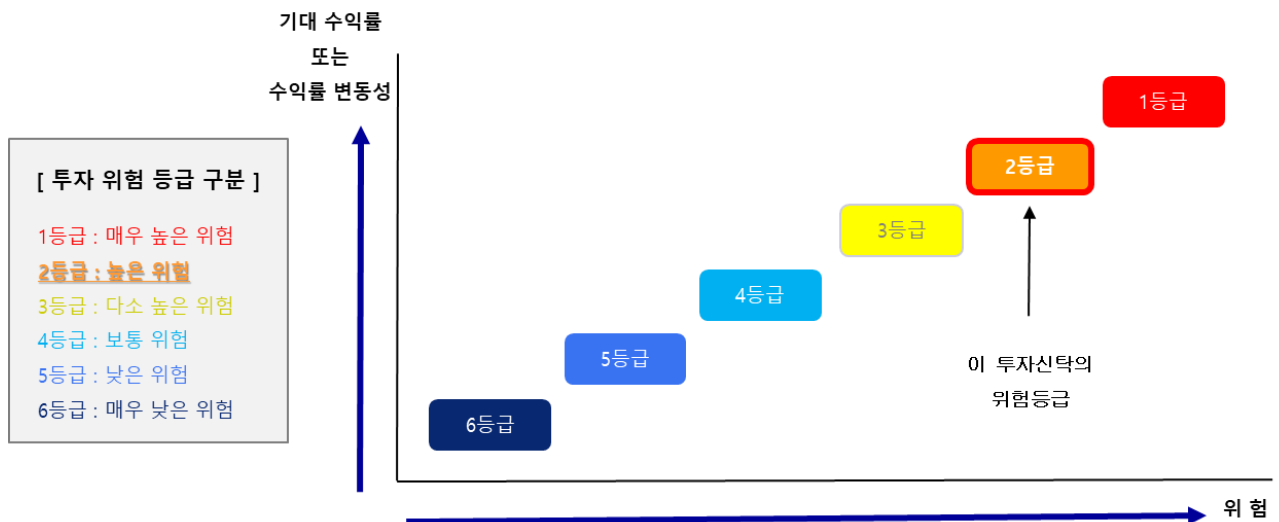 기대 수익률
또는
수익률 변동성
[ 투자 위험 등급 구분 ]
1등급 : 매우 높은 위험
2등급 : 높은 위험
3등급 : 다소 높은 위험
4등급 : 보통 위험
5등급 : 낮은 위험
6등급 : 매우 낮은 위험
1등급
2등급
3등급
4등급
5등급
6등급
이 투자신탁의
위험등급
위 험